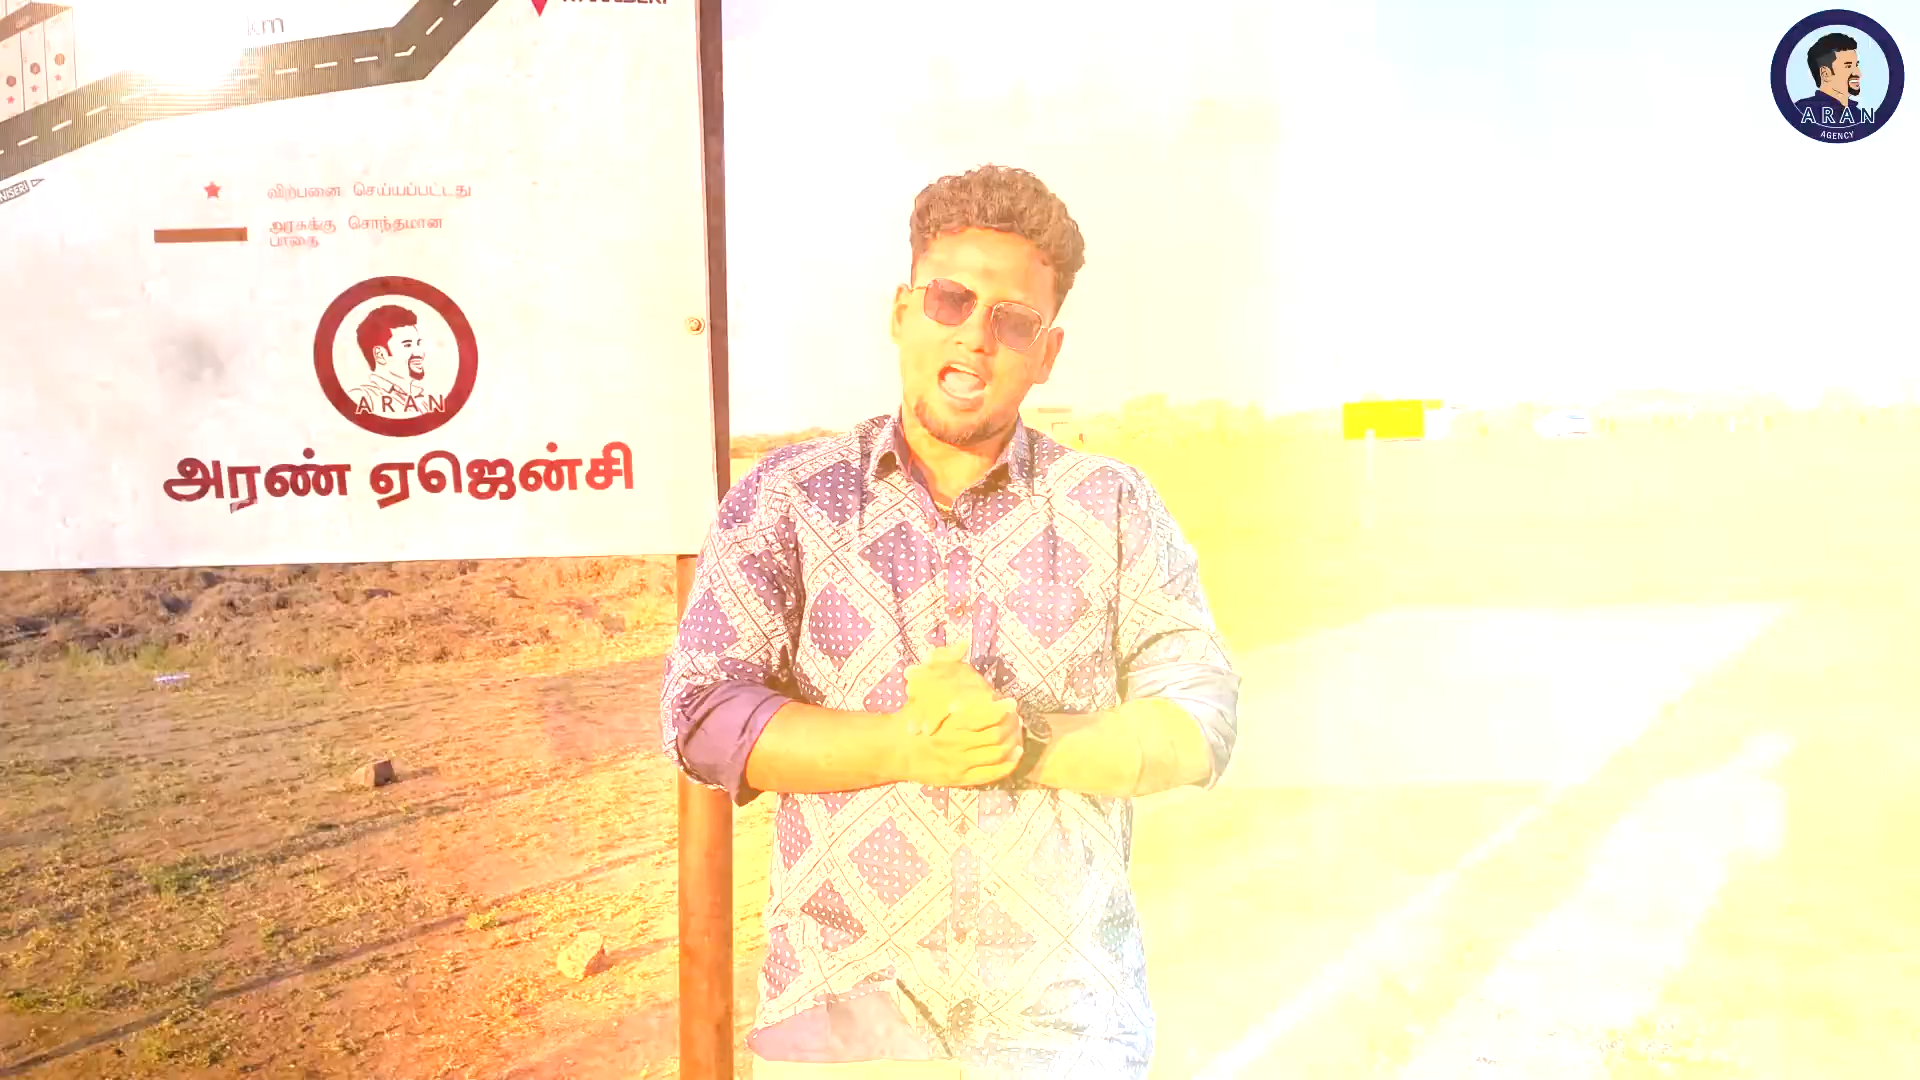 km
விற்பனை செய்யப்பட்டது
அரசுக்கு சொந்தமான
பாதை
ARAN
அரண் ஏஜென்சி
ARAN
AGENCY